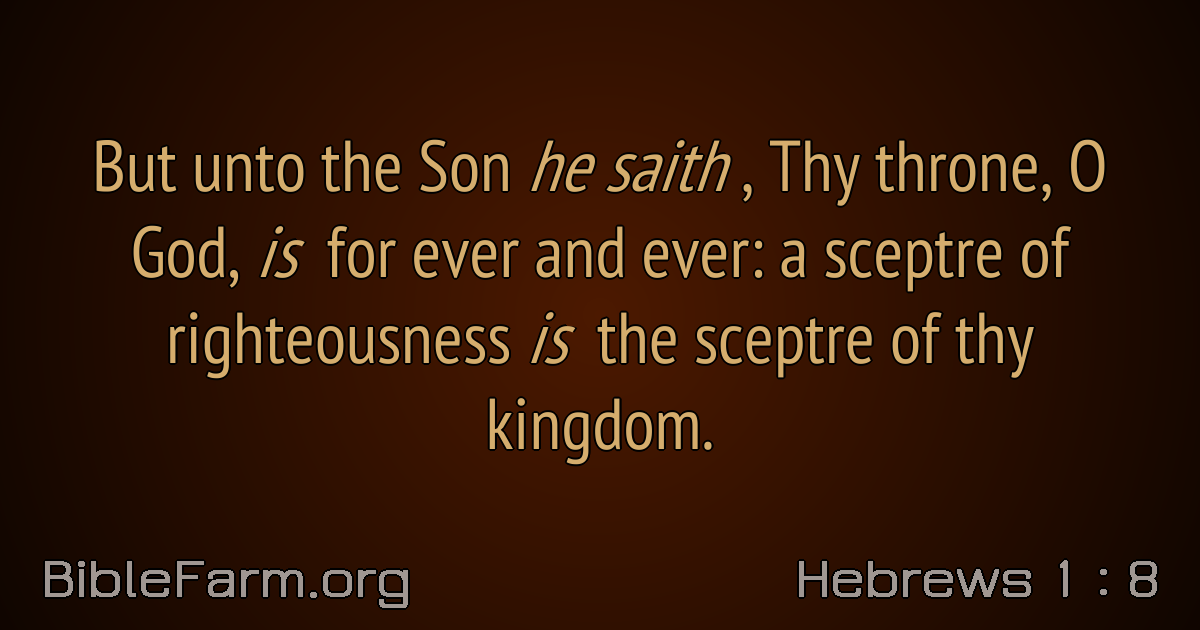 But unto the Son he saith , Thy throne, O
God, is for ever and ever: a sceptre of
righteousness is the sceptre of thy
kingdom.
BibleFarm.org
Hebrews 1 : 8